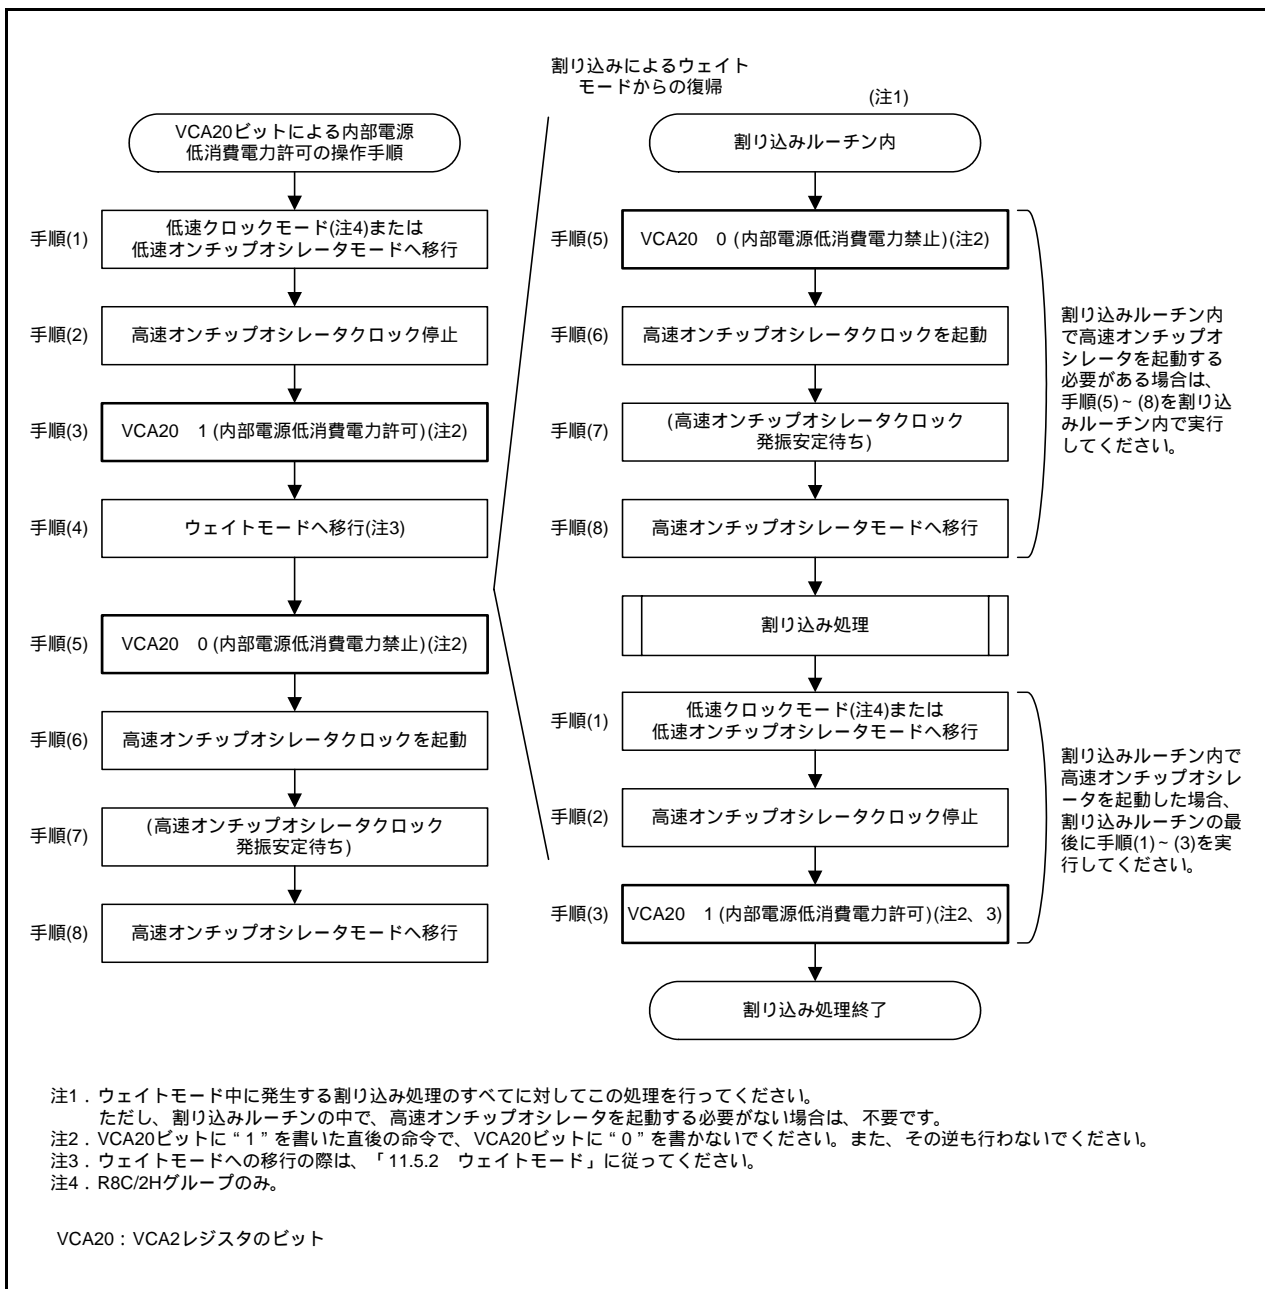 VCA20ビットによる内部電源
低消費電力許可の操作手順
手順(1)
低速クロックモード(注4)または
低速オンチップオシレータモードへ移行
手順(2)
高速オンチップオシレータクロック停止
手順(3)
VCA20　1 (内部電源低消費電力許可)(注2)
手順(4)
ウェイトモードへ移行(注3)
手順(5)
VCA20　0 (内部電源低消費電力禁止)(注2)
手順(6)
高速オンチップオシレータクロックを起動
手順(7)
(高速オンチップオシレータクロック
発振安定待ち)
手順(8)
高速オンチップオシレータモードへ移行
割り込みによるウェイト
モードからの復帰
(注1)
割り込みルーチン内
手順(5)
VCA20　0 (内部電源低消費電力禁止)(注2)
手順(6)
高速オンチップオシレータクロックを起動
手順(7)
(高速オンチップオシレータクロック
発振安定待ち)
手順(8)
高速オンチップオシレータモードへ移行
割り込みルーチン内
で高速オンチップオ
シレータを起動する
必要がある場合は、
手順(5)~(8)を割り込
みルーチン内で実行
してください。
割り込み処理
手順(1)
低速クロックモード(注4)または
低速オンチップオシレータモードへ移行
手順(2)
高速オンチップオシレータクロック停止
手順(3)
VCA20　1 (内部電源低消費電力許可)(注2、3)
割り込みルーチン内で
高速オンチップオシレ
ータを起動した場合、
割り込みルーチンの最
後に手順(1)~(3)を実
行してください。
割り込み処理終了
注1．ウェイトモード中に発生する割り込み処理のすべてに対してこの処理を行ってください。
ただし、割り込みルーチンの中で、高速オンチップオシレータを起動する必要がない場合は、不要です。
注2．VCA20ビットに“1”を書いた直後の命令で、VCA20ビットに“0”を書かないでください。また、その逆も行わないでください。
注3．ウェイトモードへの移行の際は、「11.5.2　ウェイトモード」に従ってください。
注4．R8C/2Hグループのみ。
VCA20：VCA2レジスタのビット